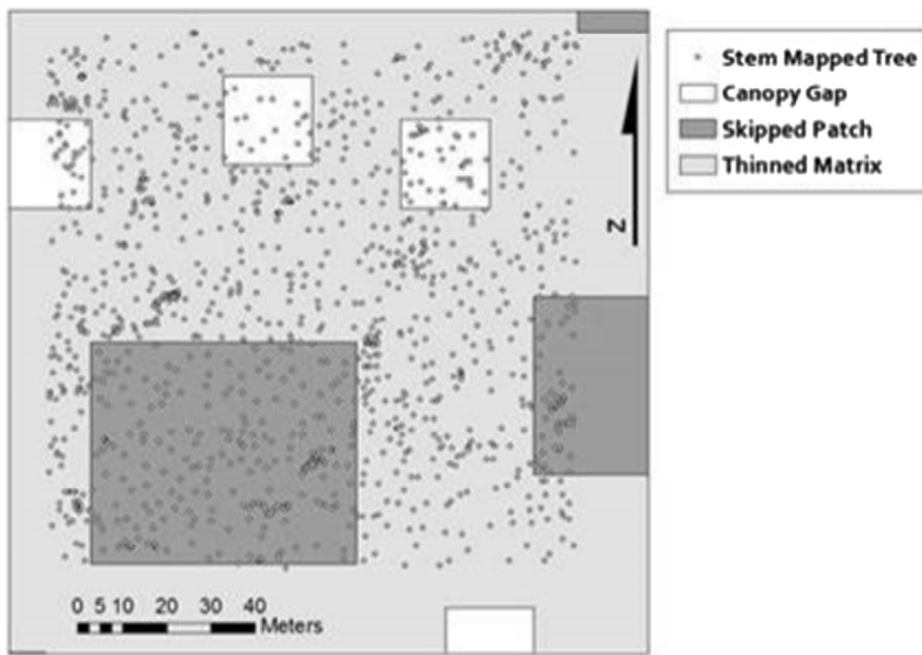 Stem Mapped Tree
Canopy Gap
Skipped Patch
Thinned Matrix
N
0 5 10 20 30 40
Meters